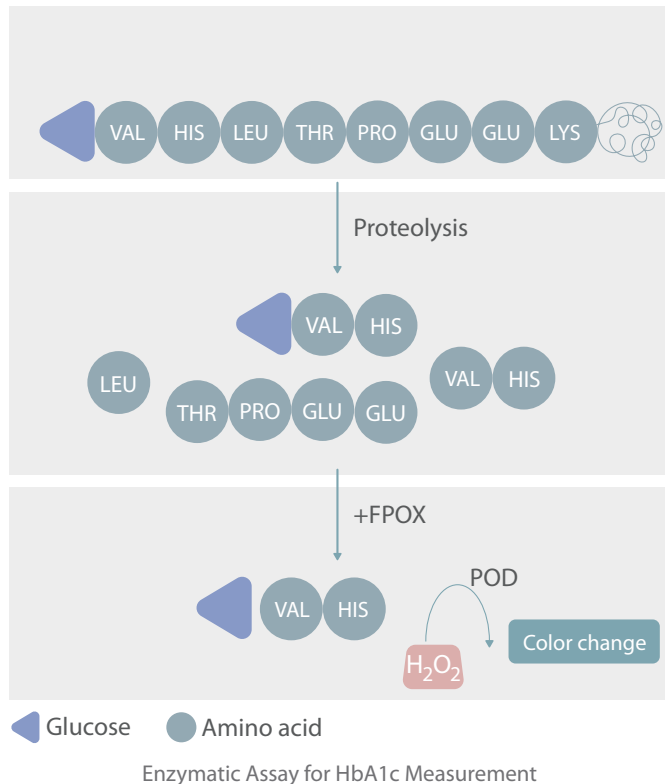 VAL HIS LEU THR PRO GLU GLU LYS
Proteolysis
VAL HIS
LEU
VAL HIS
THR PRO GLU GLU
+FPOX
POD
VAL HIS
H₂O₂
Color change
Glucose Amino acid
Enzymatic Assay for HbA1c Measurement